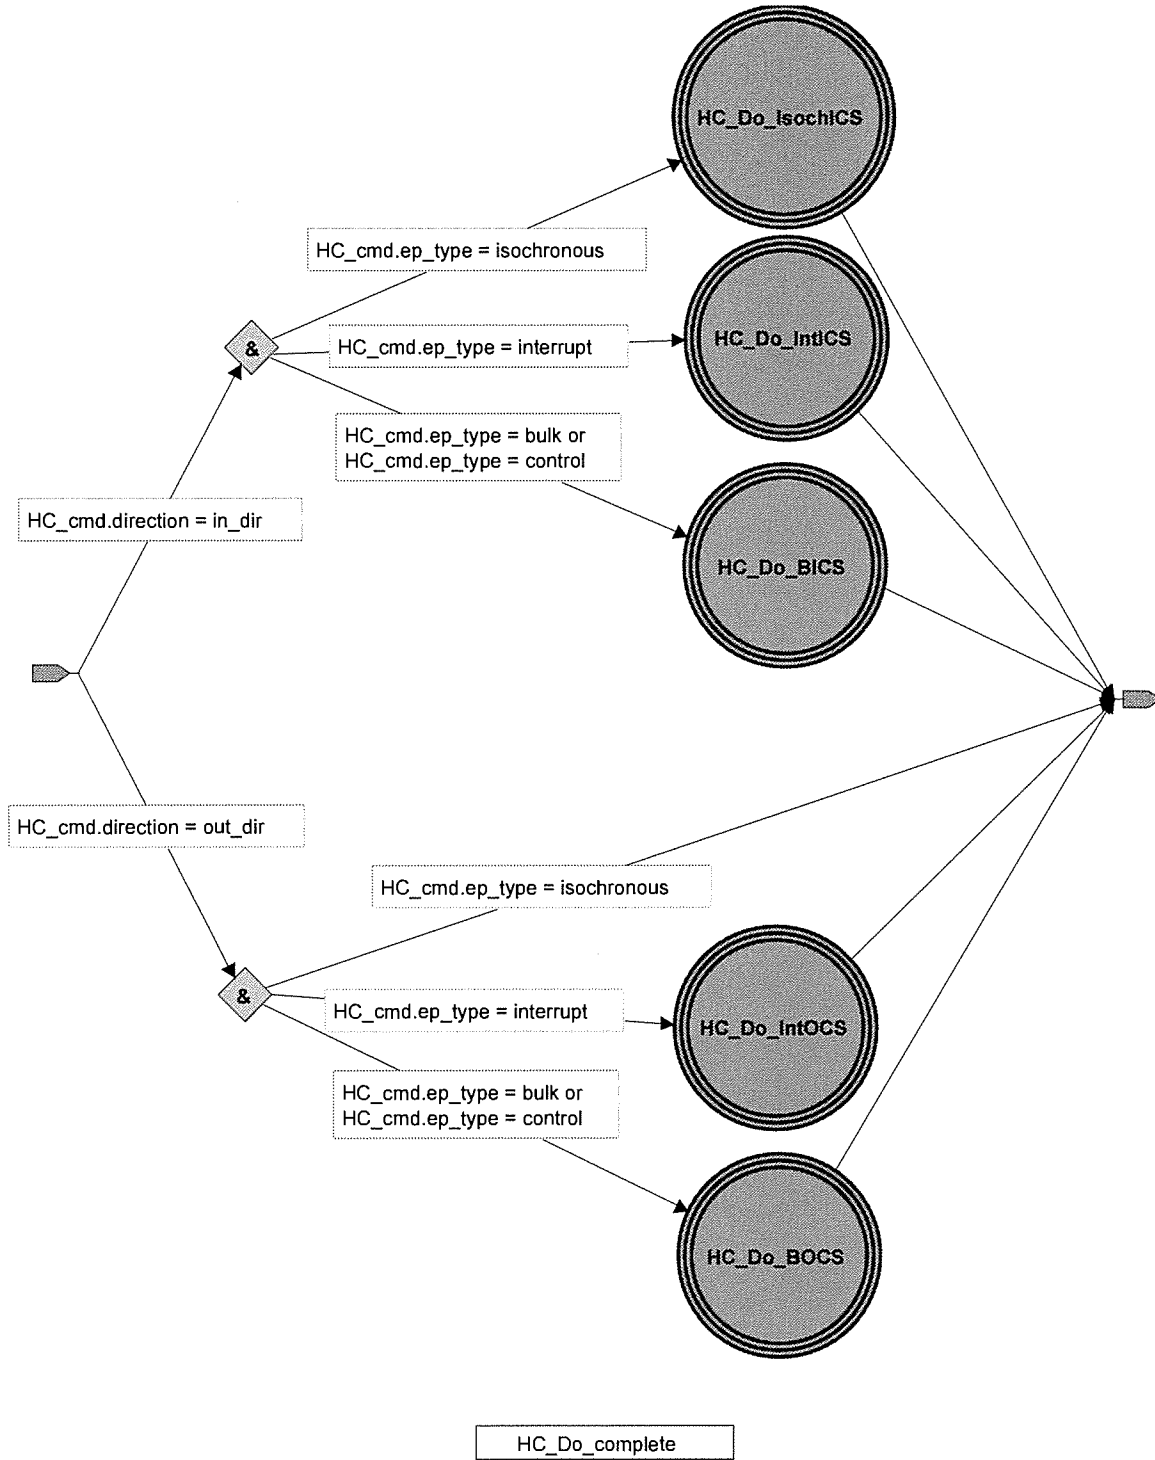 HC_Do_IsochICS
HC_cmd.ep_type = isochronous
&
HC_cmd.ep_type = interrupt
HC_Do_IntICS
HC_cmd.ep_type = bulk or
HC_cmd.ep_type = control
HC_cmd.direction = in_dir
HC_Do_BICS
HC_cmd.direction = out_dir
HC_cmd.ep_type = isochronous
&
HC_cmd.ep_type = interrupt
HC_Do_IntOCS
HC_cmd.ep_type = bulk or
HC_cmd.ep_type = control
HC_Do_BOCS
HC_Do_complete